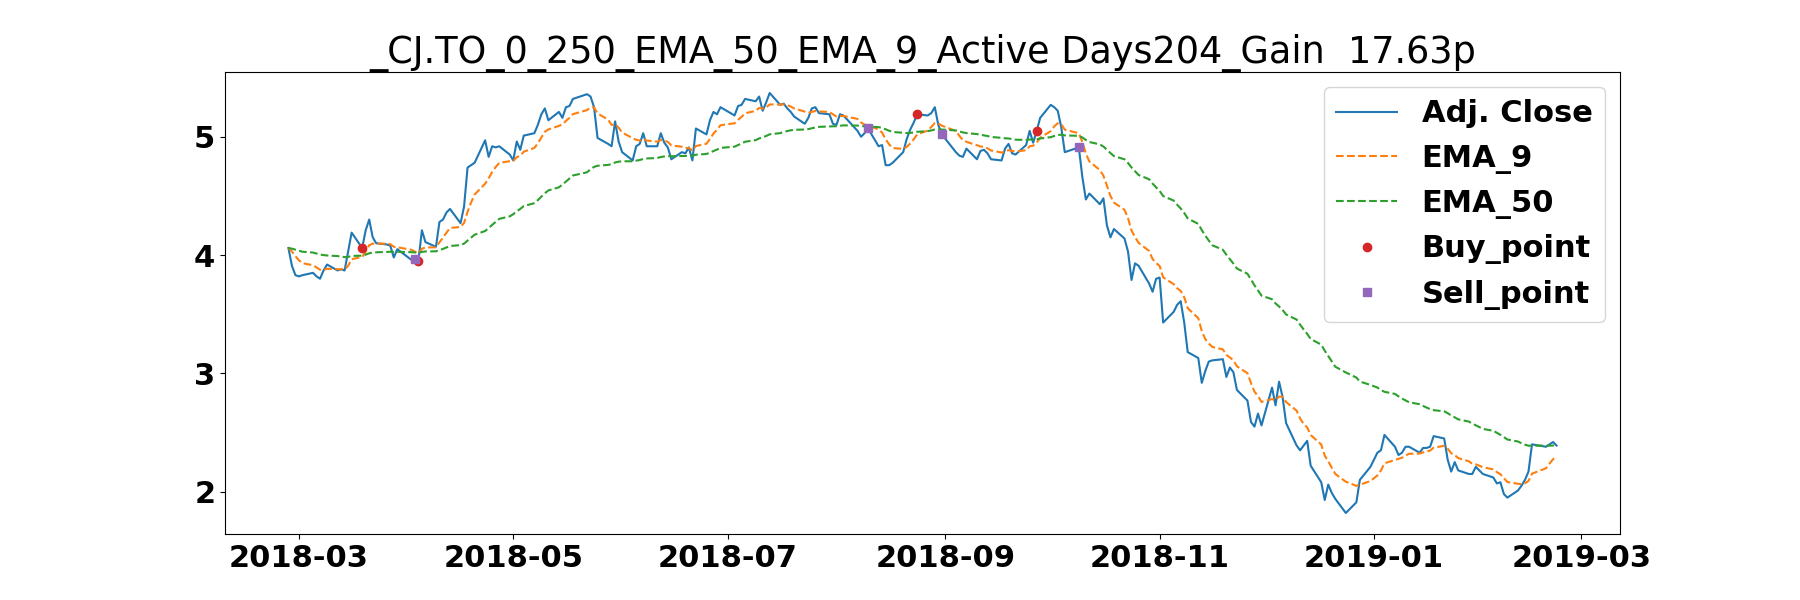 _CJ.TO_0_250_EMA_50_EMA_9_Active Days204_Gain  17.63p
Adj. Close
EMA_9
EMA_50
Buy_point
Sell_point
5
4
3
2
2018-03 2018-05 2018-07 2018-09 2018-11 2019-01 2019-03